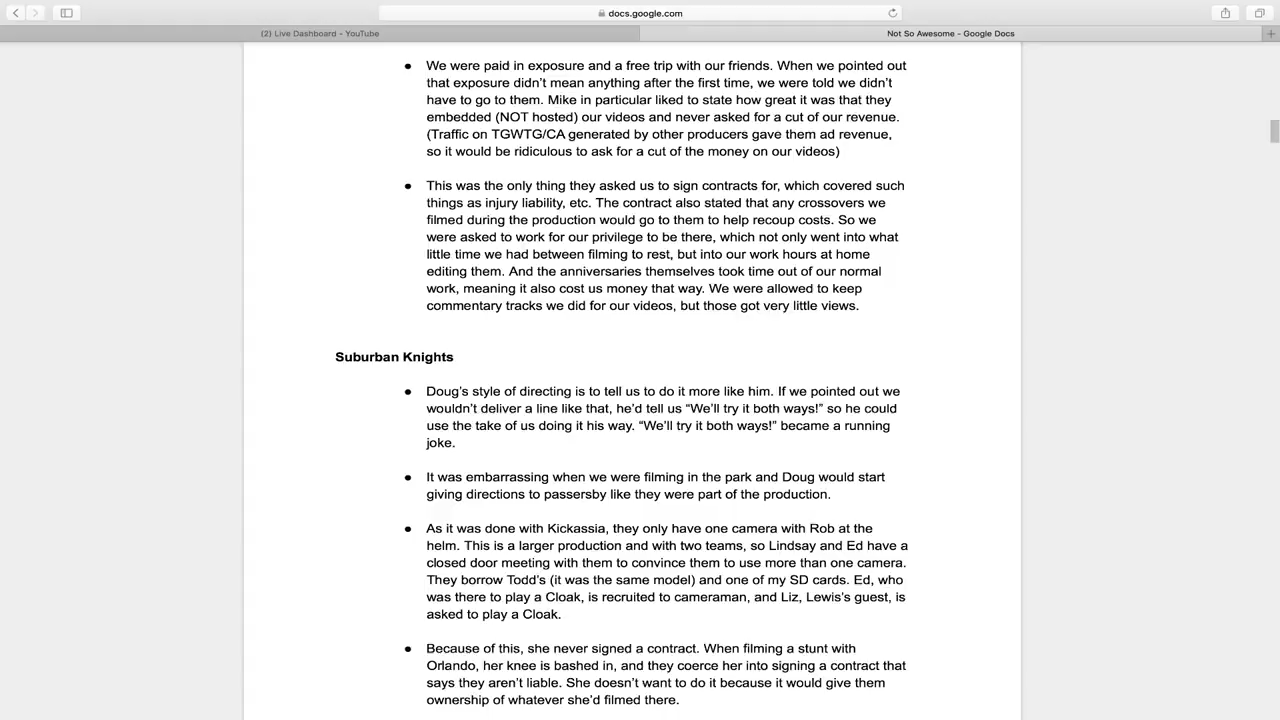 docs.google.com
(2) Live Dashboard - YouTube
Not So Awesome - Google Docs
• We were paid in exposure and a free trip with our friends. When we pointed out
that exposure didn't mean anything after the first time, we were told we didn't
have to go to them. Mike in particular liked to state how great it was that they
embedded (NOT hosted) our videos and never asked for a cut of our revenue.
(Traffic on TGWTG/CA generated by other producers gave them ad revenue,
so it would be ridiculous to ask for a cut of the money on our videos)
• This was the only thing they asked us to sign contracts for, which covered such
things as injury liability, etc. The contract also stated that any crossovers we
filmed during the production would go to them to help recoup costs. So we
were asked to work for our privilege to be there, which not only went into what
little time we had between filming to rest, but into our work hours at home
editing them. And the anniversaries themselves took time out of our normal
work, meaning it also cost us money that way. We were allowed to keep
commentary tracks we did for our videos, but those got very little views.
Suburban Knights
• Doug's style of directing is to tell us to do it more like him. If we pointed out we
wouldn't deliver a line like that, he'd tell us “We'll try it both ways!” so he could
use the take of us doing it his way. “We'll try it both ways!” became a running
joke.
• It was embarrassing when we were filming in the park and Doug would start
giving directions to passersby like they were part of the production.
• As it was done with Kickassia, they only have one camera with Rob at the
helm. This is a larger production and with two teams, so Lindsay and Ed have a
closed door meeting with them to convince them to use more than one camera.
They borrow Todd's (it was the same model) and one of my SD cards. Ed, who
was there to play a Cloak, is recruited to cameraman, and Liz, Lewis's guest, is
asked to play a Cloak.
• Because of this, she never signed a contract. When filming a stunt with
Orlando, her knee is bashed in, and they coerce her into signing a contract that
says they aren't liable. She doesn't want to do it because it would give them
ownership of whatever she'd filmed there.